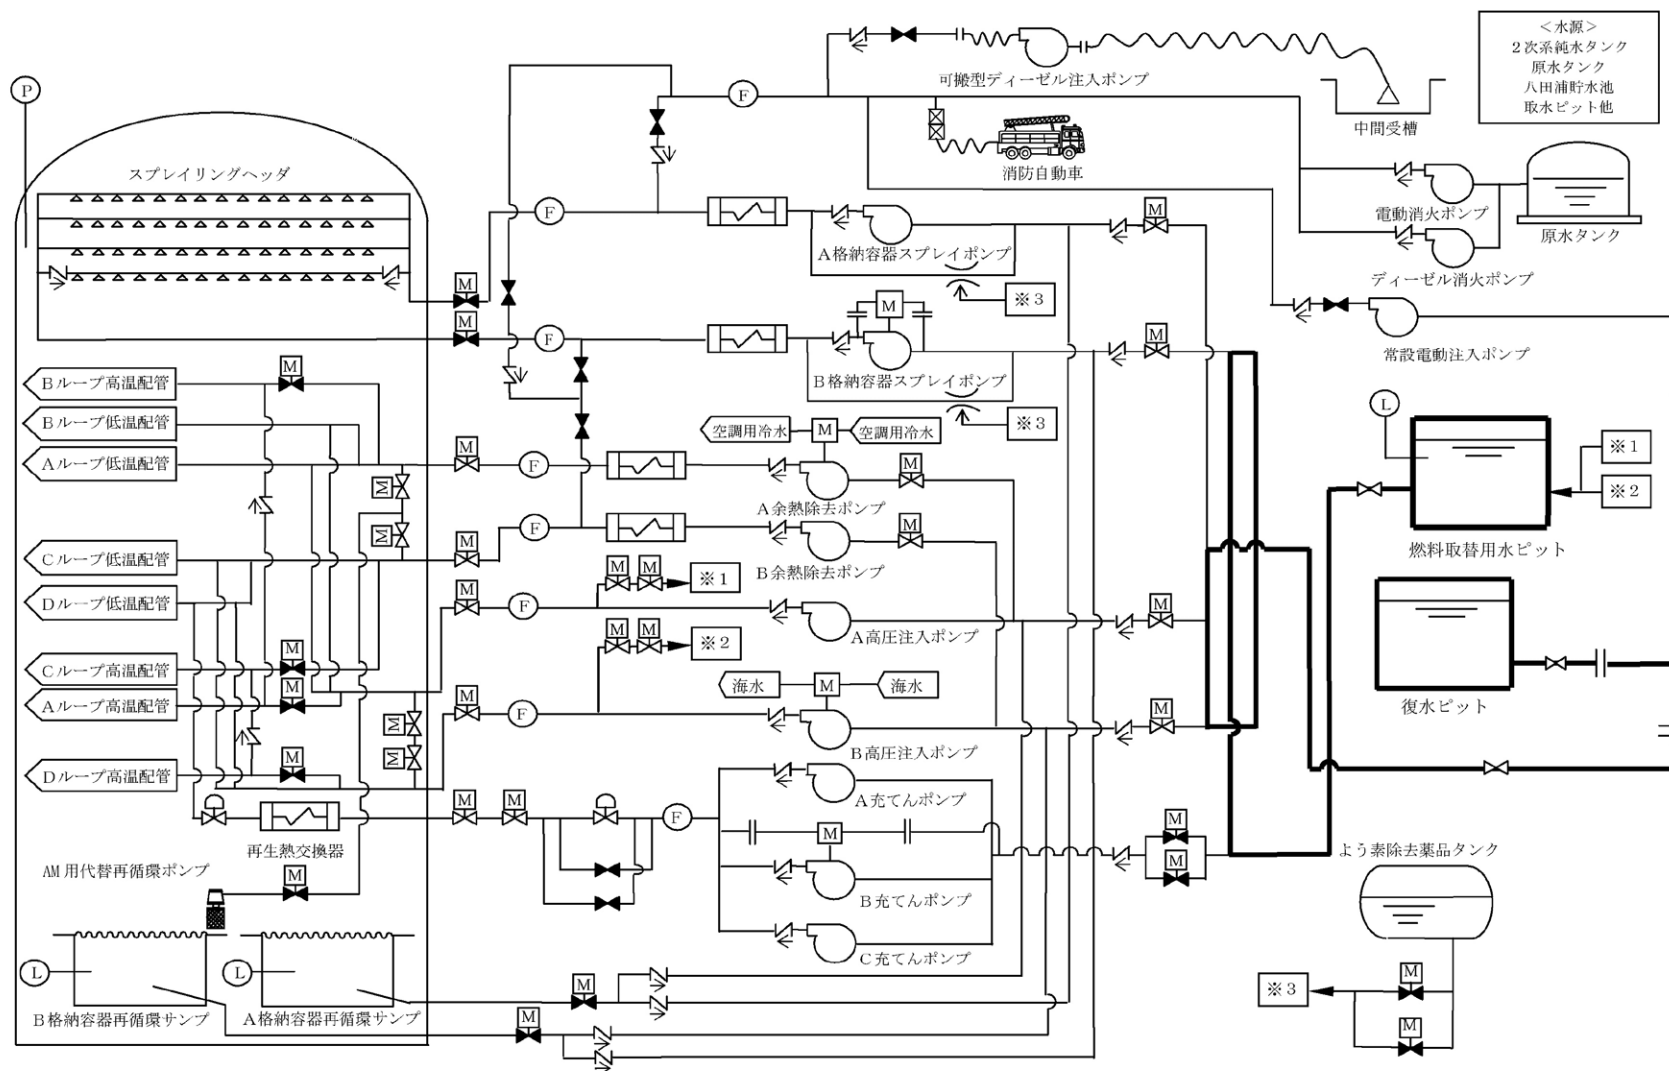 <水源>
2次系純水タンク
原水タンク
八田浦貯水池
取水ピット他
P
F
可搬型ディーゼル注入ポンプ
中間受槽
消防自動車
スプレイリングヘッダ
M
F
電動消火ポンプ
原水タンク
A格納容器スプレイポンプ
ディーゼル消火ポンプ
M
※3
M
M
F
M
常設電動注入ポンプ
B格納容器スプレイポンプ
Bループ高温配管
M
L
※3
Bループ低温配管
空調用冷水
M
空調用冷水
※1
Aループ低温配管
M
F
M
※2
M
A余熱除去ポンプ
M
M
F
M
燃料取替用水ピット
Cループ低温配管
B余熱除去ポンプ
M
M
※1
Dループ低温配管
M
F
M
A高圧注入ポンプ
M
M
※2
Cループ高温配管
M
海水
M
海水
Aループ高温配管
M
M
F
M
復水ピット
M
B高圧注入ポンプ
M
Dループ高温配管
M
A充てんポンプ
M
M
F
M
M
再生熱交換器
よう素除去薬品タンク
M
AM用代替再循環ポンプ
M
B充てんポンプ
C充てんポンプ
L
L
M
M
※3
B格納容器再循環サンプ
A格納容器再循環サンプ
M
M